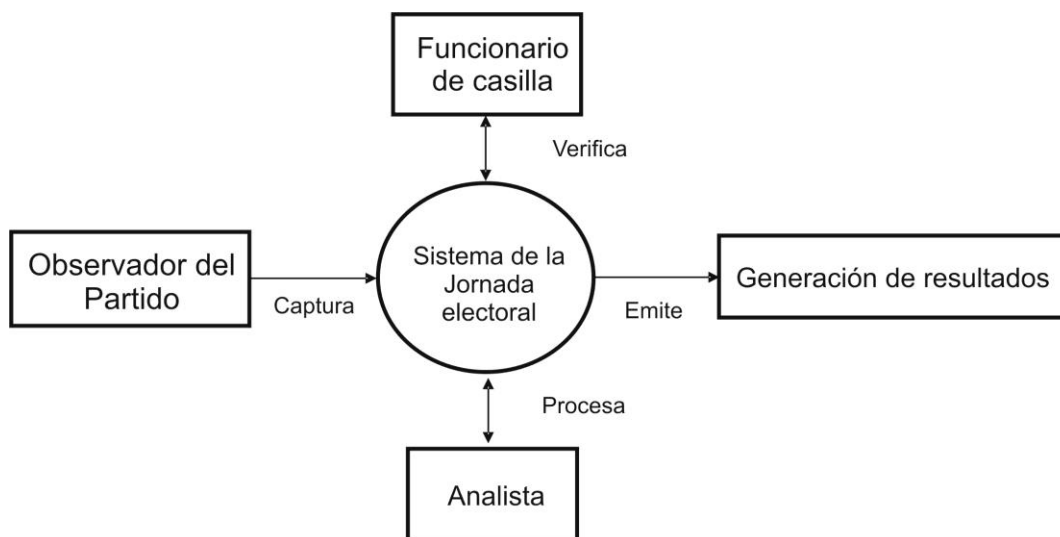 Funcionario
de casilla
Verifica
Observador del
Partido
Captura
Sistema de la
Jornada
electoral
Emite
Generación de resultados
Procesa
Analista